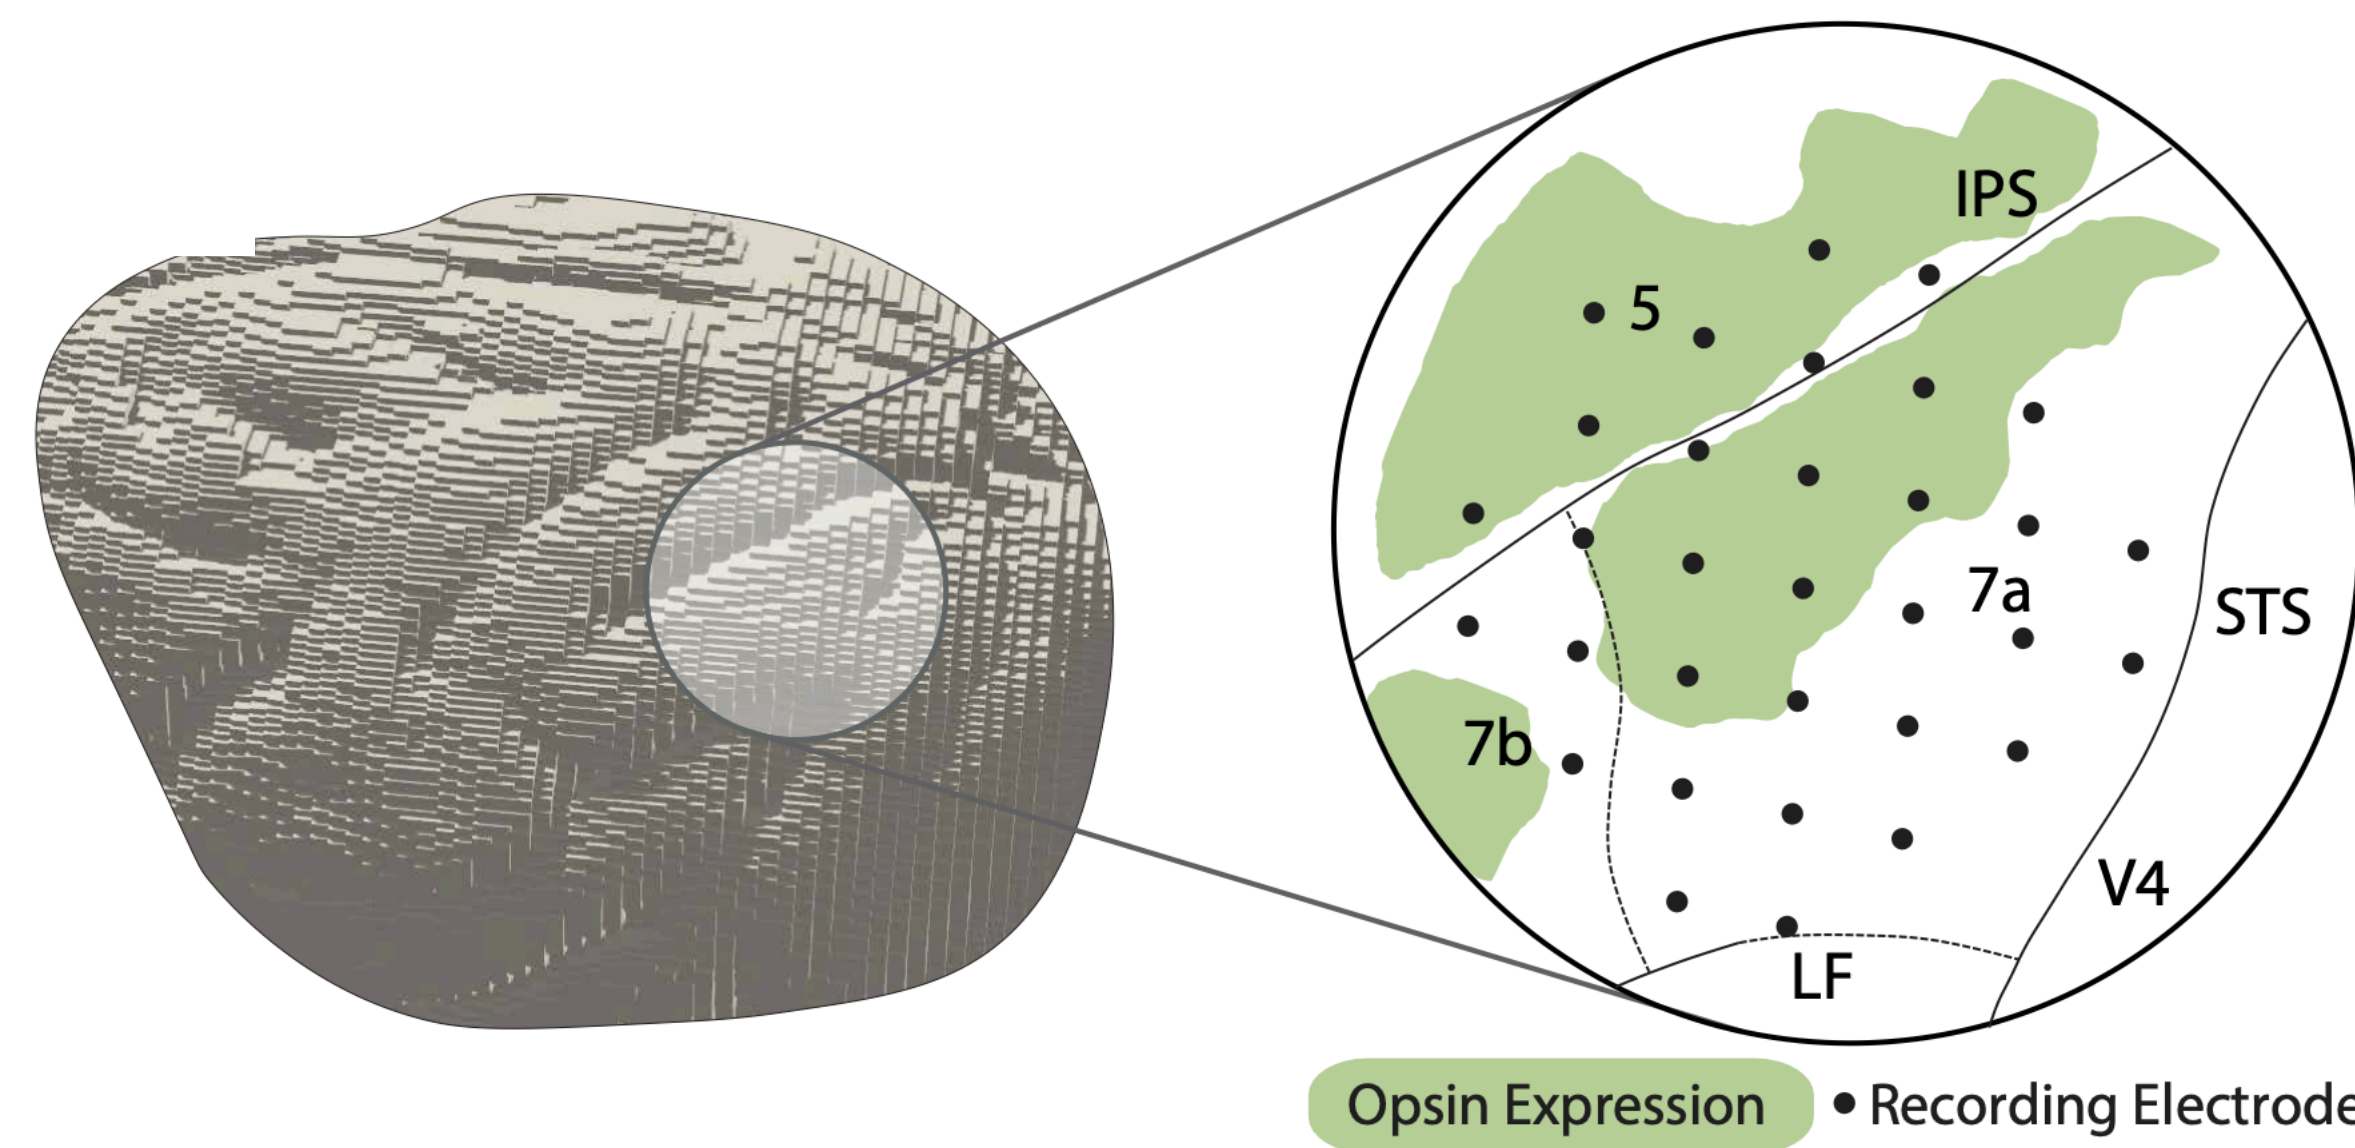 IPS
5
7a
STS
7b
V4
LF
Opsin Expression
Recording Electrode